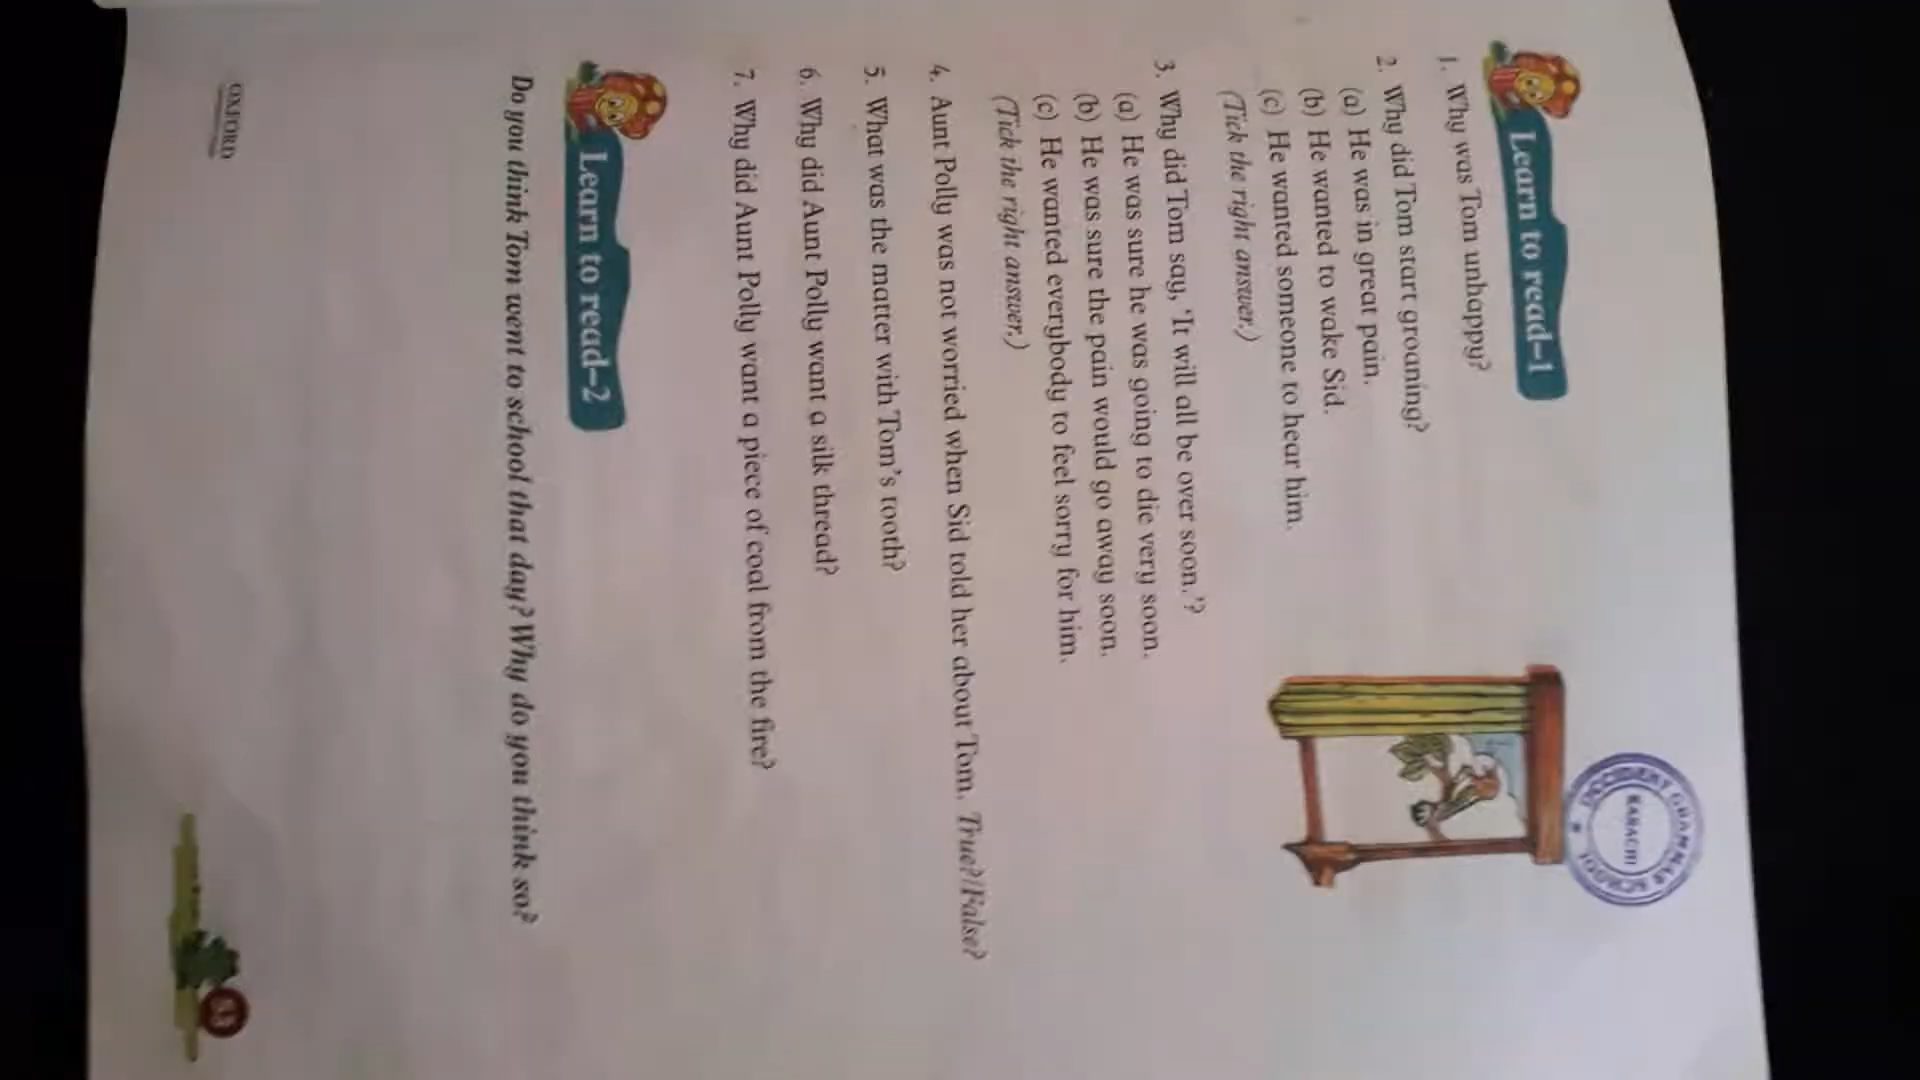 Learn to read–1
1. Why was Tom unhappy?
2. Why did Tom start groaning?
(a) He was in great pain.
(b) He wanted to wake Sid.
(c) He wanted someone to hear him.
(Tick the right answer.)
3. Why did Tom say, 'It will all be over soon.'?
(a) He was sure he was going to die very soon.
(b) He was sure the pain would go away soon.
(c) He wanted everybody to feel sorry for him.
(Tick the right answer.)
4. Aunt Polly was not worried when Sid told her about Tom. True?/False?
5. What was the matter with Tom's tooth?
6. Why did Aunt Polly want a silk thread?
7. Why did Aunt Polly want a piece of coal from the fire?
Learn to read–2
Do you think Tom went to school that day? Why do you think so?
OXFORD
GRAMMAR SCHOOL
KARACHI